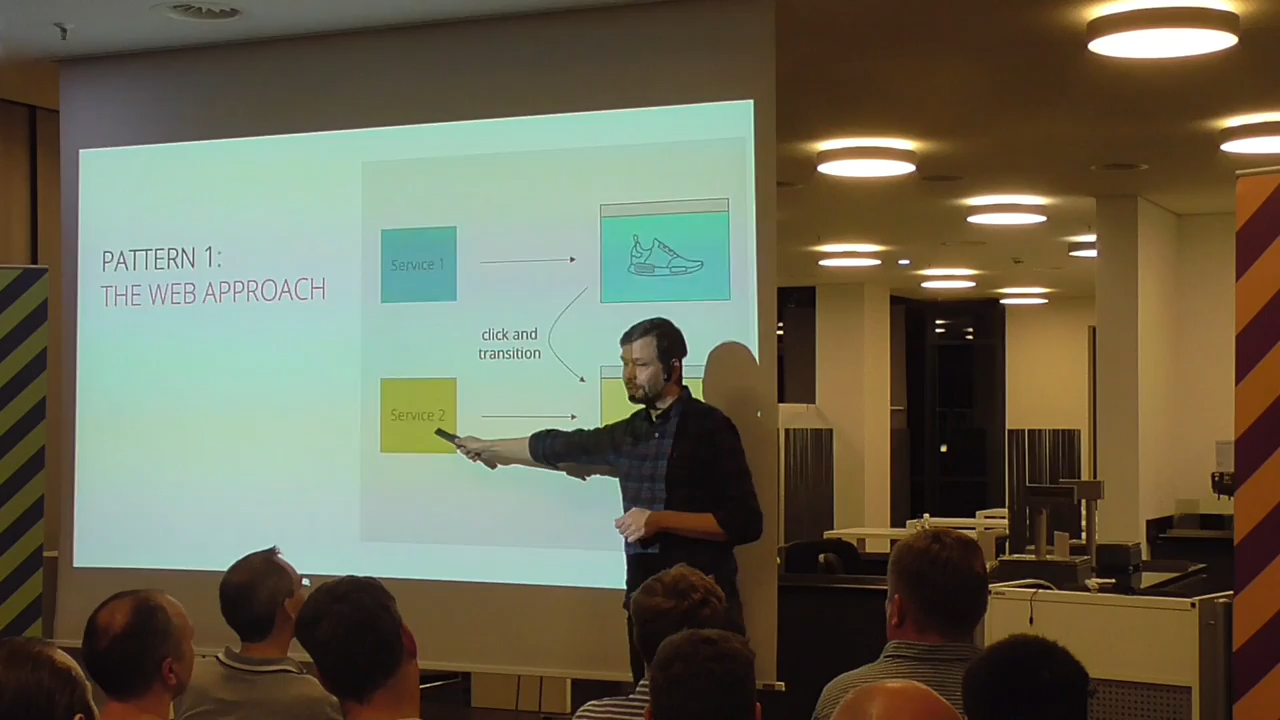 PATTERN 1:
THE WEB APPROACH
Service 1
click and
transition
Service 2